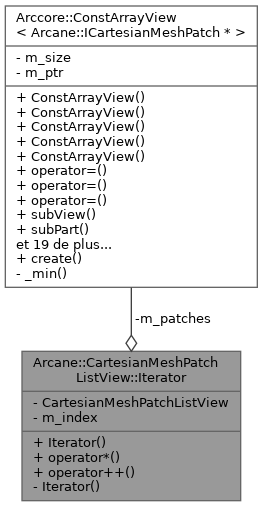 Arccore::ConstArrayView
< Arcane::ICartesianMeshPatch * >
- m_size
- m_ptr
+ ConstArrayView()
+ ConstArrayView()
+ ConstArrayView()
+ ConstArrayView()
+ ConstArrayView()
+ operator=()
+ operator=()
+ operator=()
+ subView()
+ subPart()
et 19 de plus...
+ create()
- _min()
-m_patches
Arcane::CartesianMeshPatch
ListView::Iterator
- CartesianMeshPatchListView
- m_index
+ Iterator()
+ operator*()
+ operator++()
- Iterator()